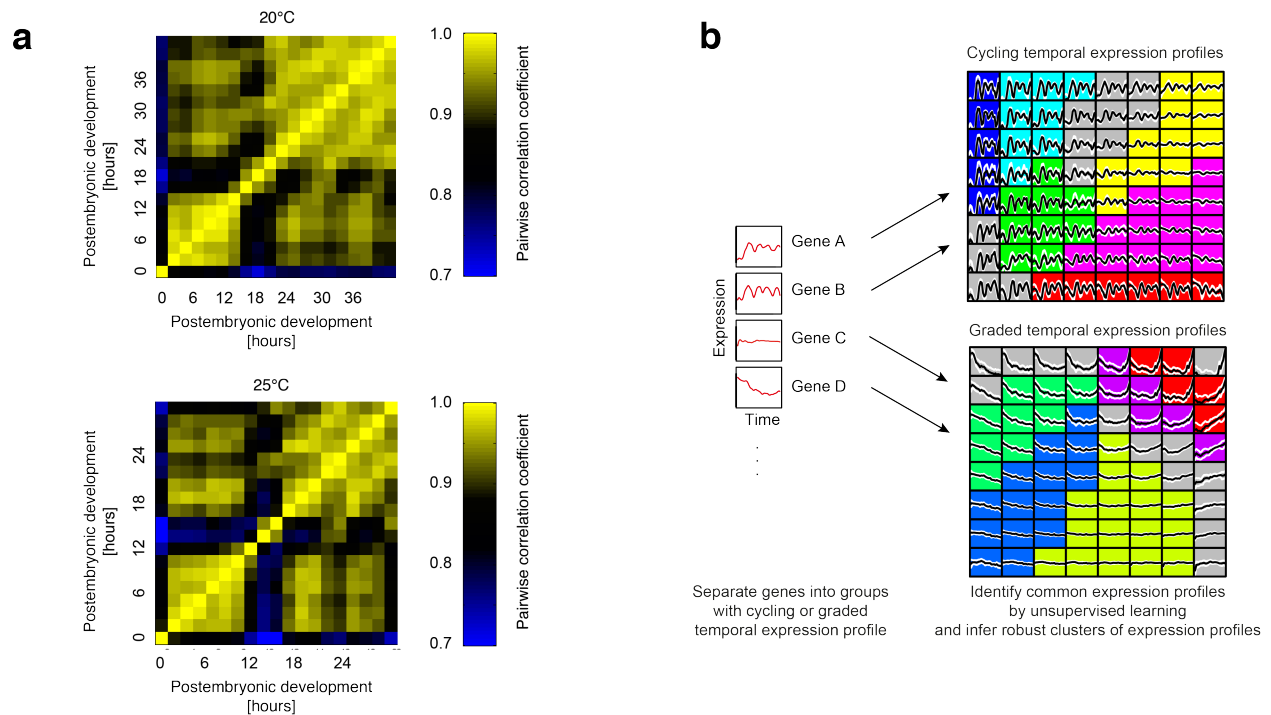 a
20°C
Postembryonic development
[hours]
36
30
24
18
12
6
0
0 6 12 18 24 30 36
Postembryonic development
[hours]
1.0
0.9
0.8
0.7
Pairwise correlation coefficient
25°C
Postembryonic development
[hours]
24
18
12
6
0
0 6 12 18 24
Postembryonic development
[hours]
1.0
0.9
0.8
0.7
Pairwise correlation coefficient
b
Expression
Gene A
Gene B
Gene C
Gene D
Time
.
.
.
Separate genes into groups
with cycling or graded
temporal expression profile
Cycling temporal expression profiles
Graded temporal expression profiles
Identify common expression profiles
by unsupervised learning
and infer robust clusters of expression profiles